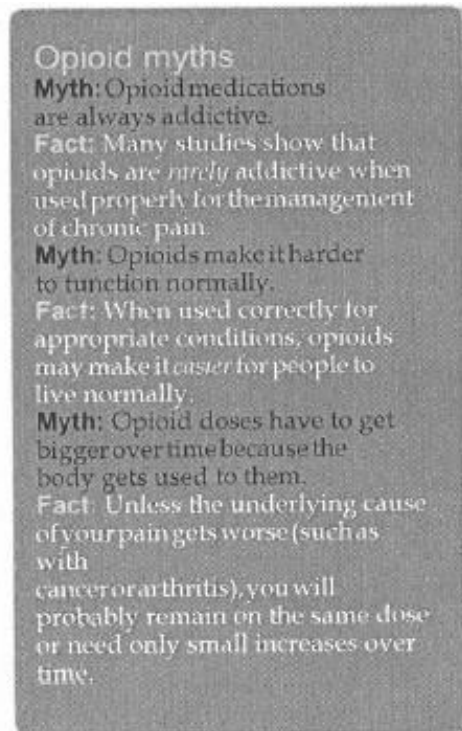 Opioid myths
Myth: Opioid medications
are always addictive.
Fact: Many studies show that
opioids are rarely addictive when
used properly for the management
of chronic pain.
Myth: Opioids make it harder
to function normally.
Fact: When used correctly for
appropriate conditions, opioids
may make it easier for people to
live normally.
Myth: Opioid doses have to get
bigger over time because the
body gets used to them.
Fact: Unless the underlying cause
of your pain gets worse (such as
with
cancer or arthritis), you will
probably remain on the same dose
or need only small increases over
time.